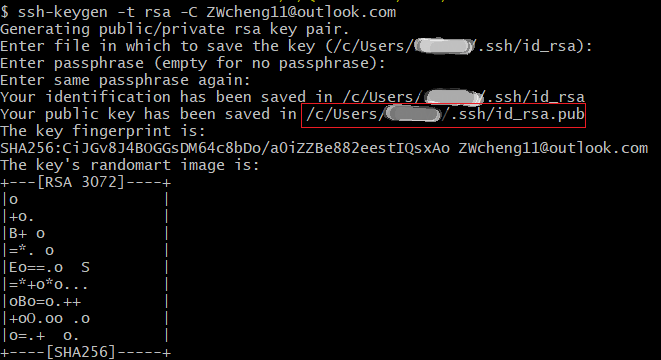 $ ssh-keygen -t rsa -C ZWcheng11@outlook.com
Generating public/private rsa key pair.
Enter file in which to save the key (/c/Users/ /.ssh/id_rsa):
Enter passphrase (empty for no passphrase):
Enter same passphrase again:
Your identification has been saved in /c/Users/ /.ssh/id_rsa
Your public key has been saved in /c/Users/ /.ssh/id_rsa.pub
The key fingerprint is:
SHA256:CiJGv8J4BOGGsDM64c8bDo/a0iZZBe882eestIQsxAo ZWcheng11@outlook.com
The key's randomart image is:
+---[RSA 3072]----+
|o                |
|+o.              |
|B+ o             |
|=*. o            |
|Eo==.o  S        |
|=*+o*o...        |
|oBo=o.++         |
|+oO.oo .o        |
|o=.+  o.         |
+----[SHA256]-----+